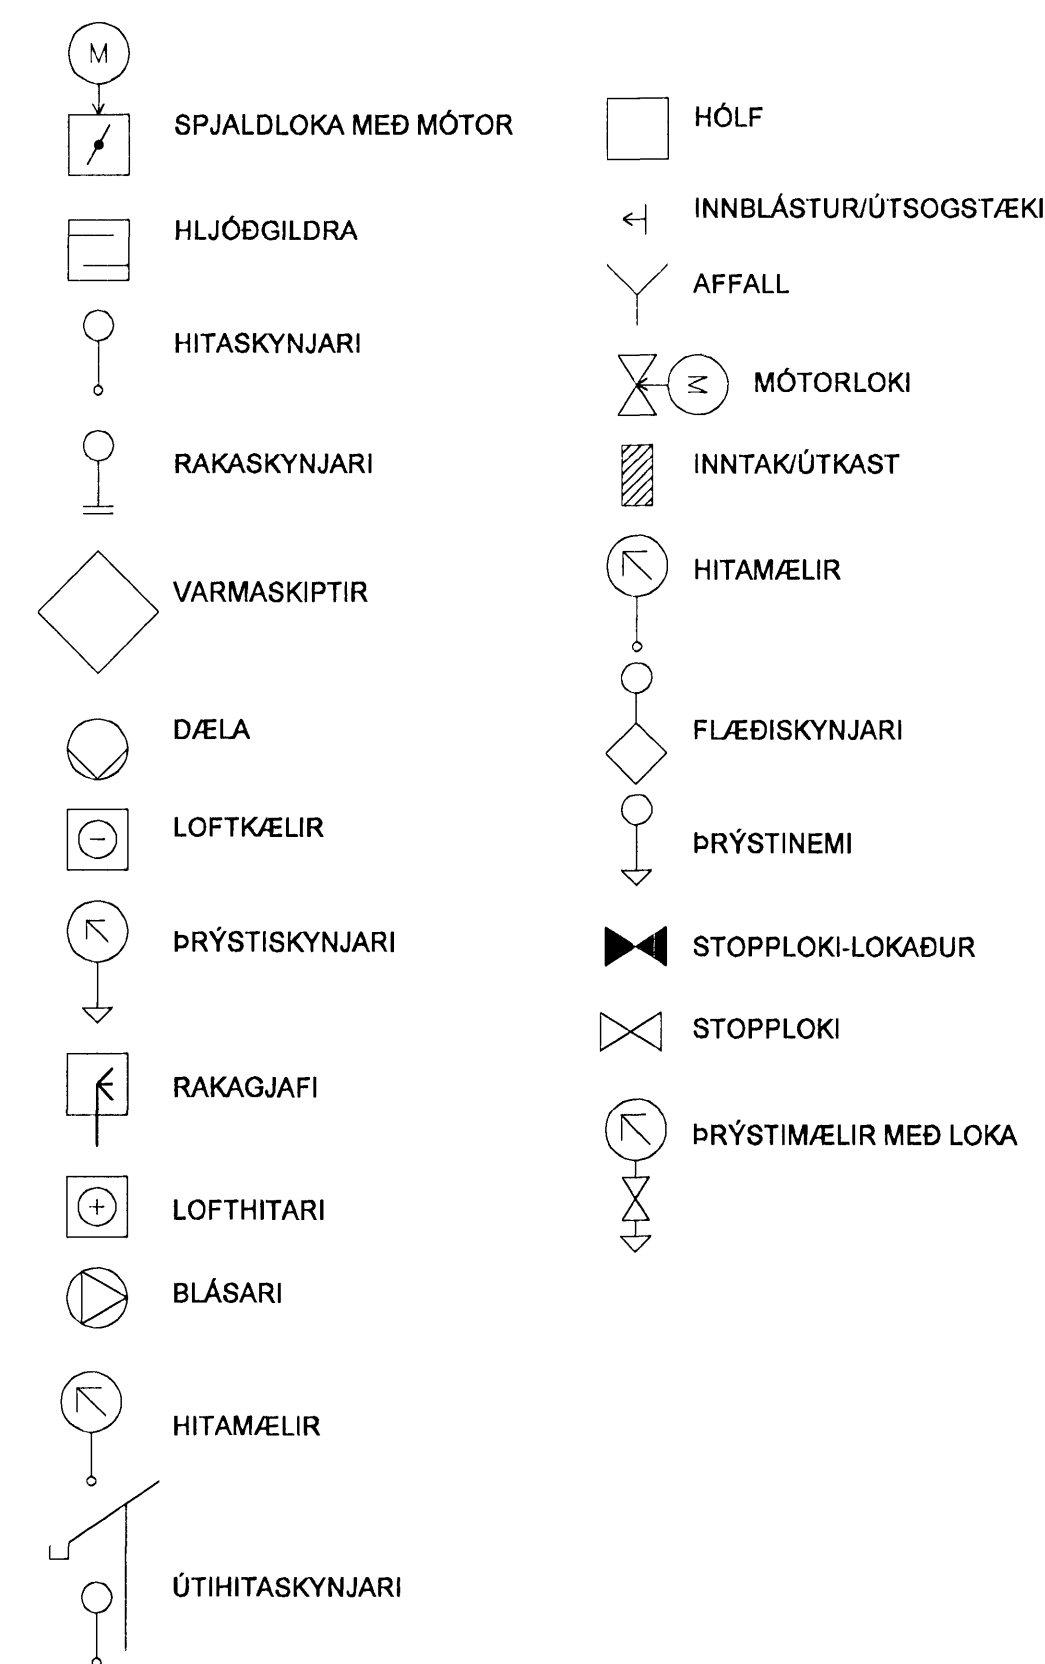 M
SPJALDLOKA MEÐ MÓTOR
HLJÓÐGILDRA
HITASKYNJARI
RAKASKYNJARI
VARMASKIPTIR
DÆLA
LOFTKÆLIR
ÞRÝSTISKYNJARI
RAKAGJAFI
LOFTHITARI
BLÁSARI
HITAMÆLIR
ÚTIHITASKYNJARI
HÓLF
INNBLÁSTUR/ÚTSOGSTÆKI
AFFALL
M
MÓTORLOKI
INNTAK/ÚTKAST
HITAMÆLIR
FLÆÐISKYNJARI
ÞRÝSTINEMI
STOPPLOKI-LOKAÐUR
STOPPLOKI
ÞRÝSTIMÆLIR MEÐ LOKA